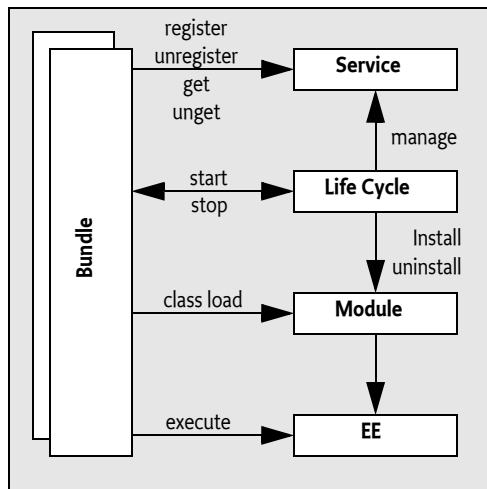 register
unregister
get
unget
Service
manage
start
stop
Life Cycle
Bundle
Install
uninstall
class load
Module
execute
EE